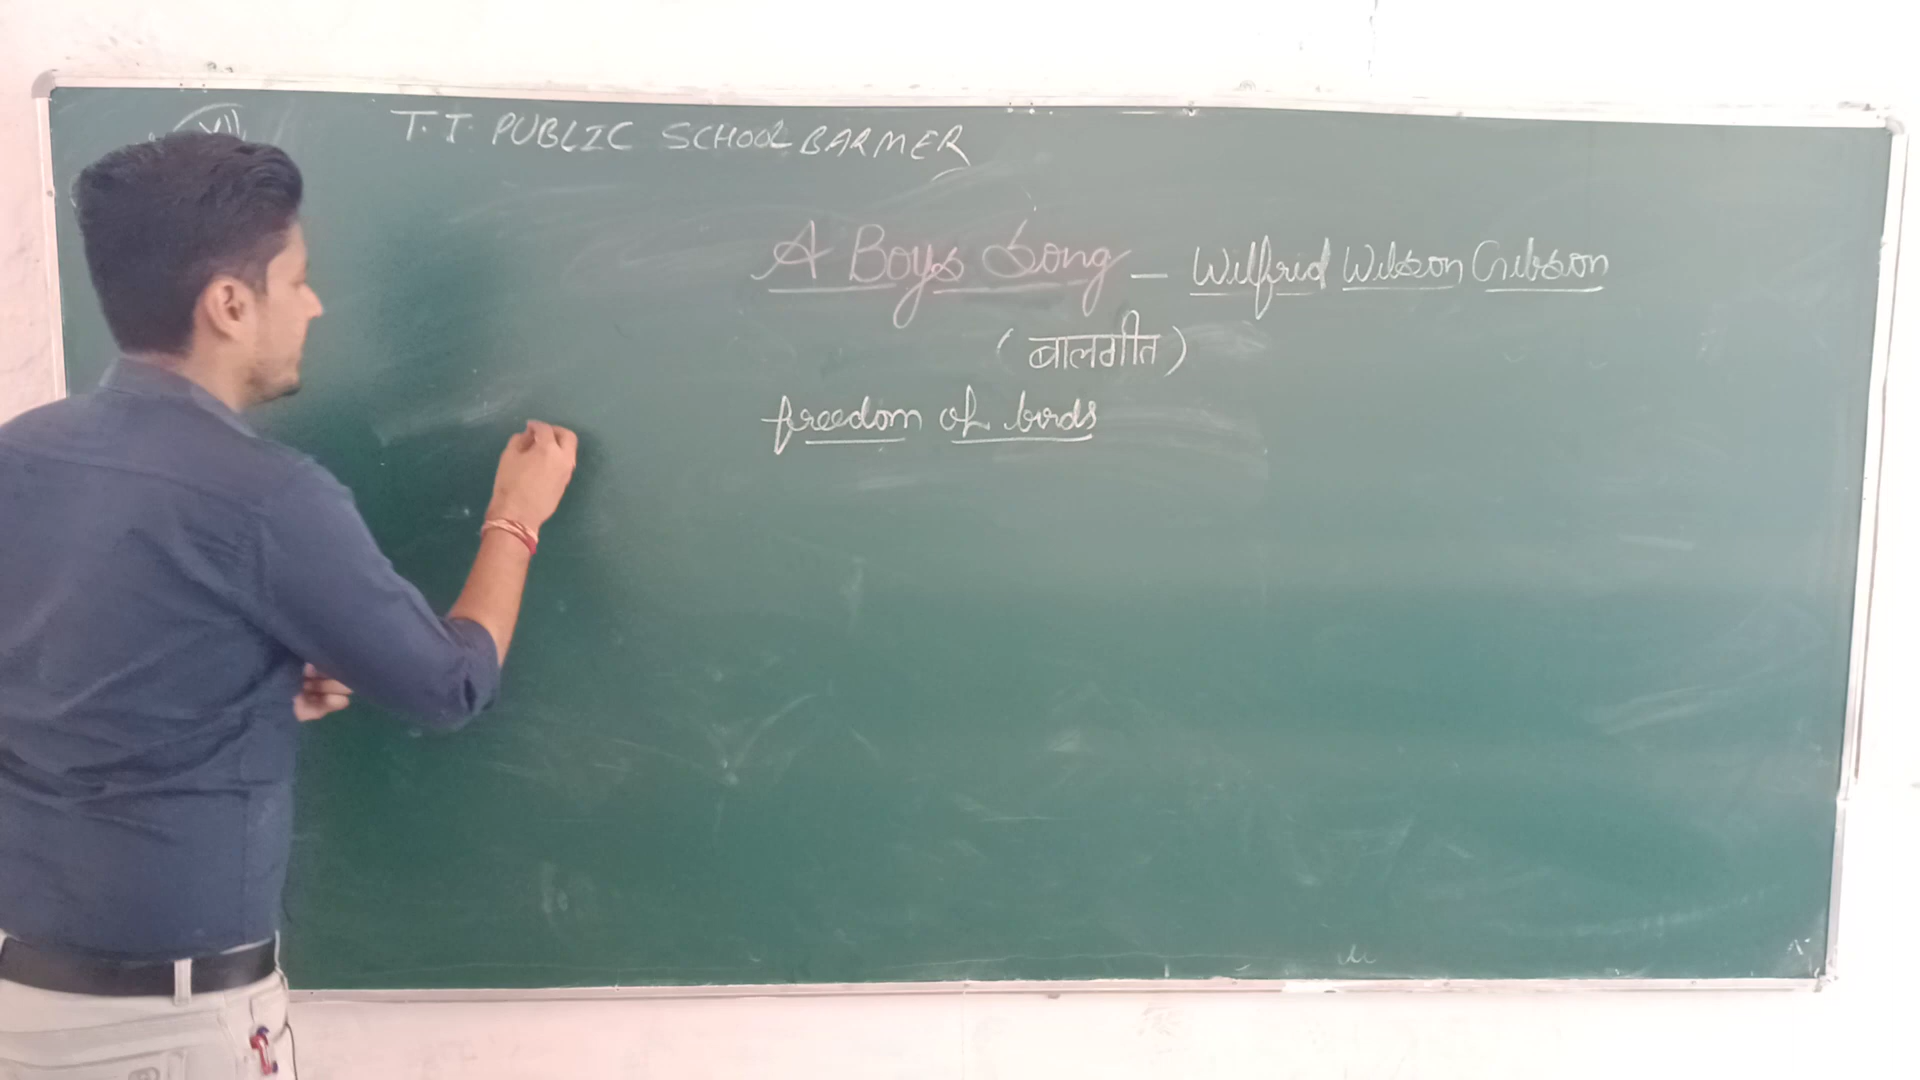 T.T. PUBLIC SCHOOL BARMER
A Boys Song - Wilfrid Wilson Gibson
(बालगीत)
freedom of birds